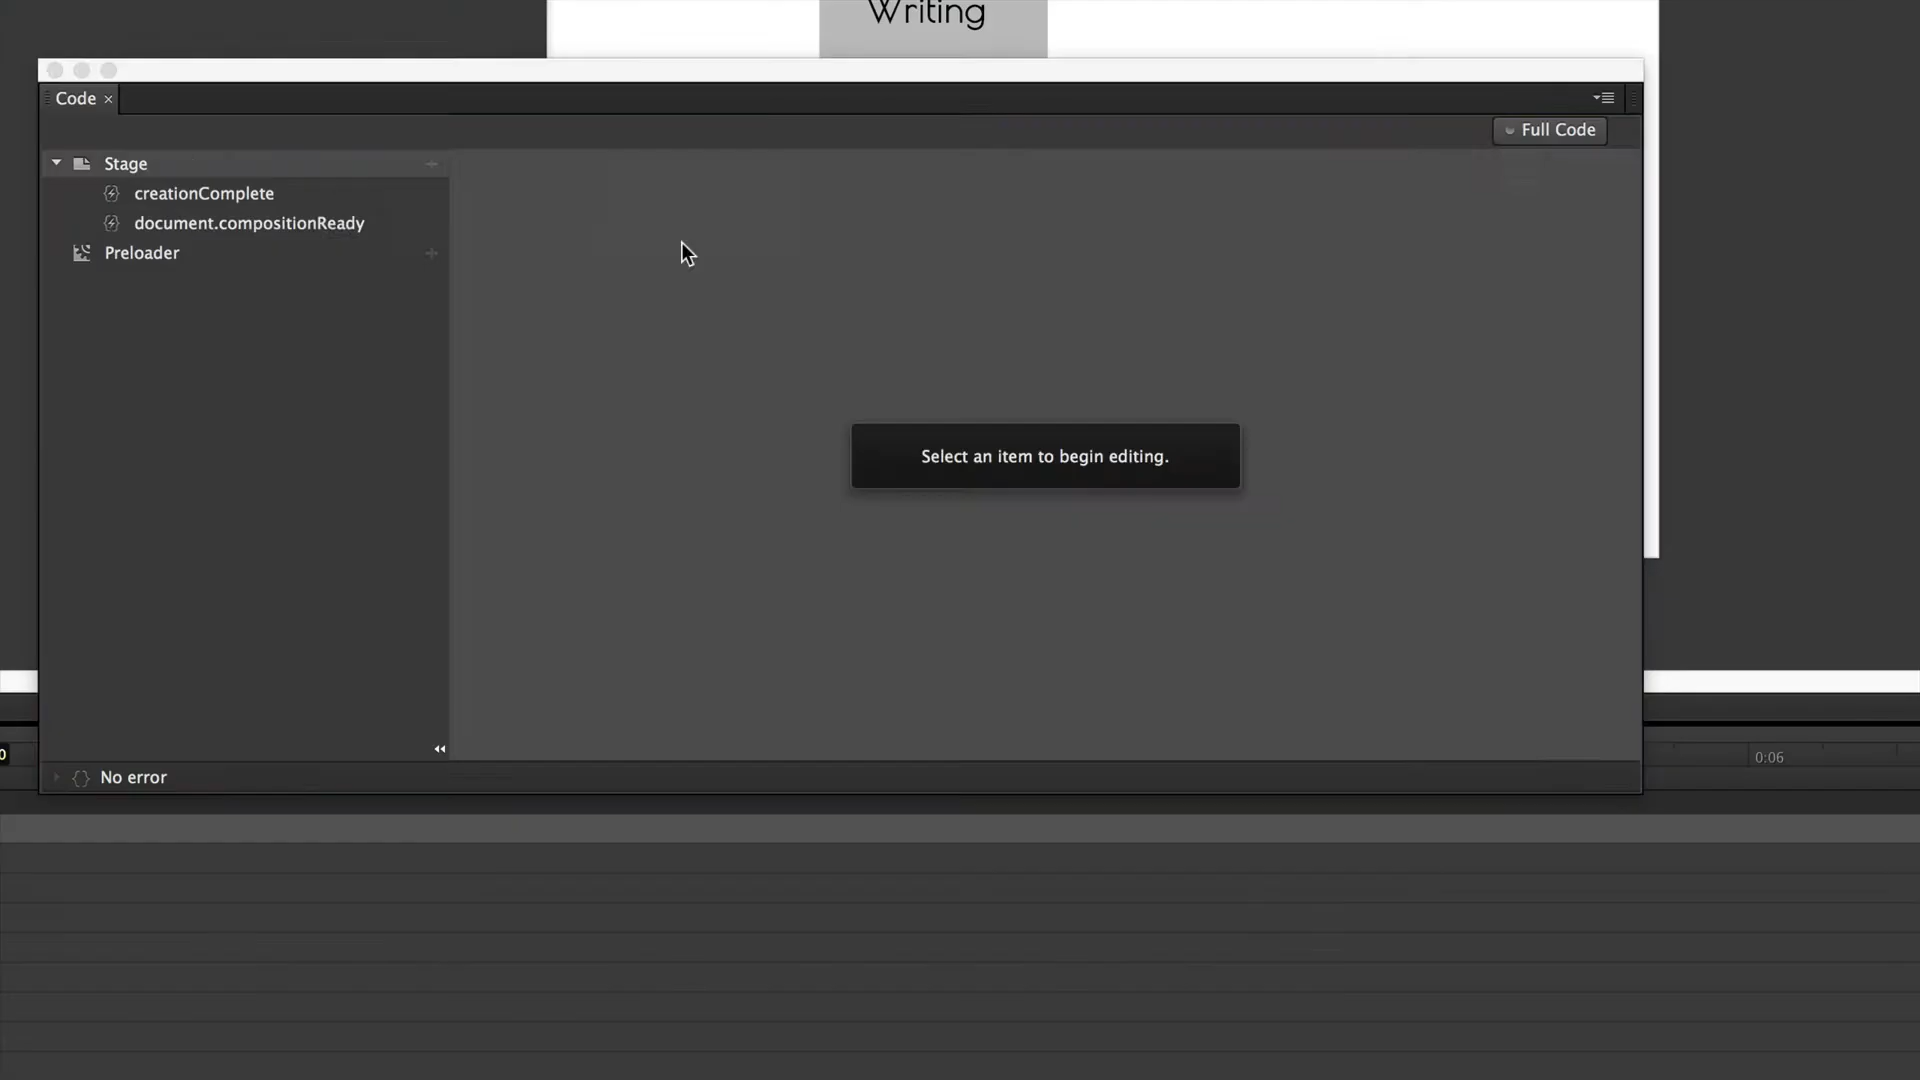 Writing
Code ×
Full Code
Stage
creationComplete
document.compositionReady
Preloader
Select an item to begin editing.
0
0:06
{} No error